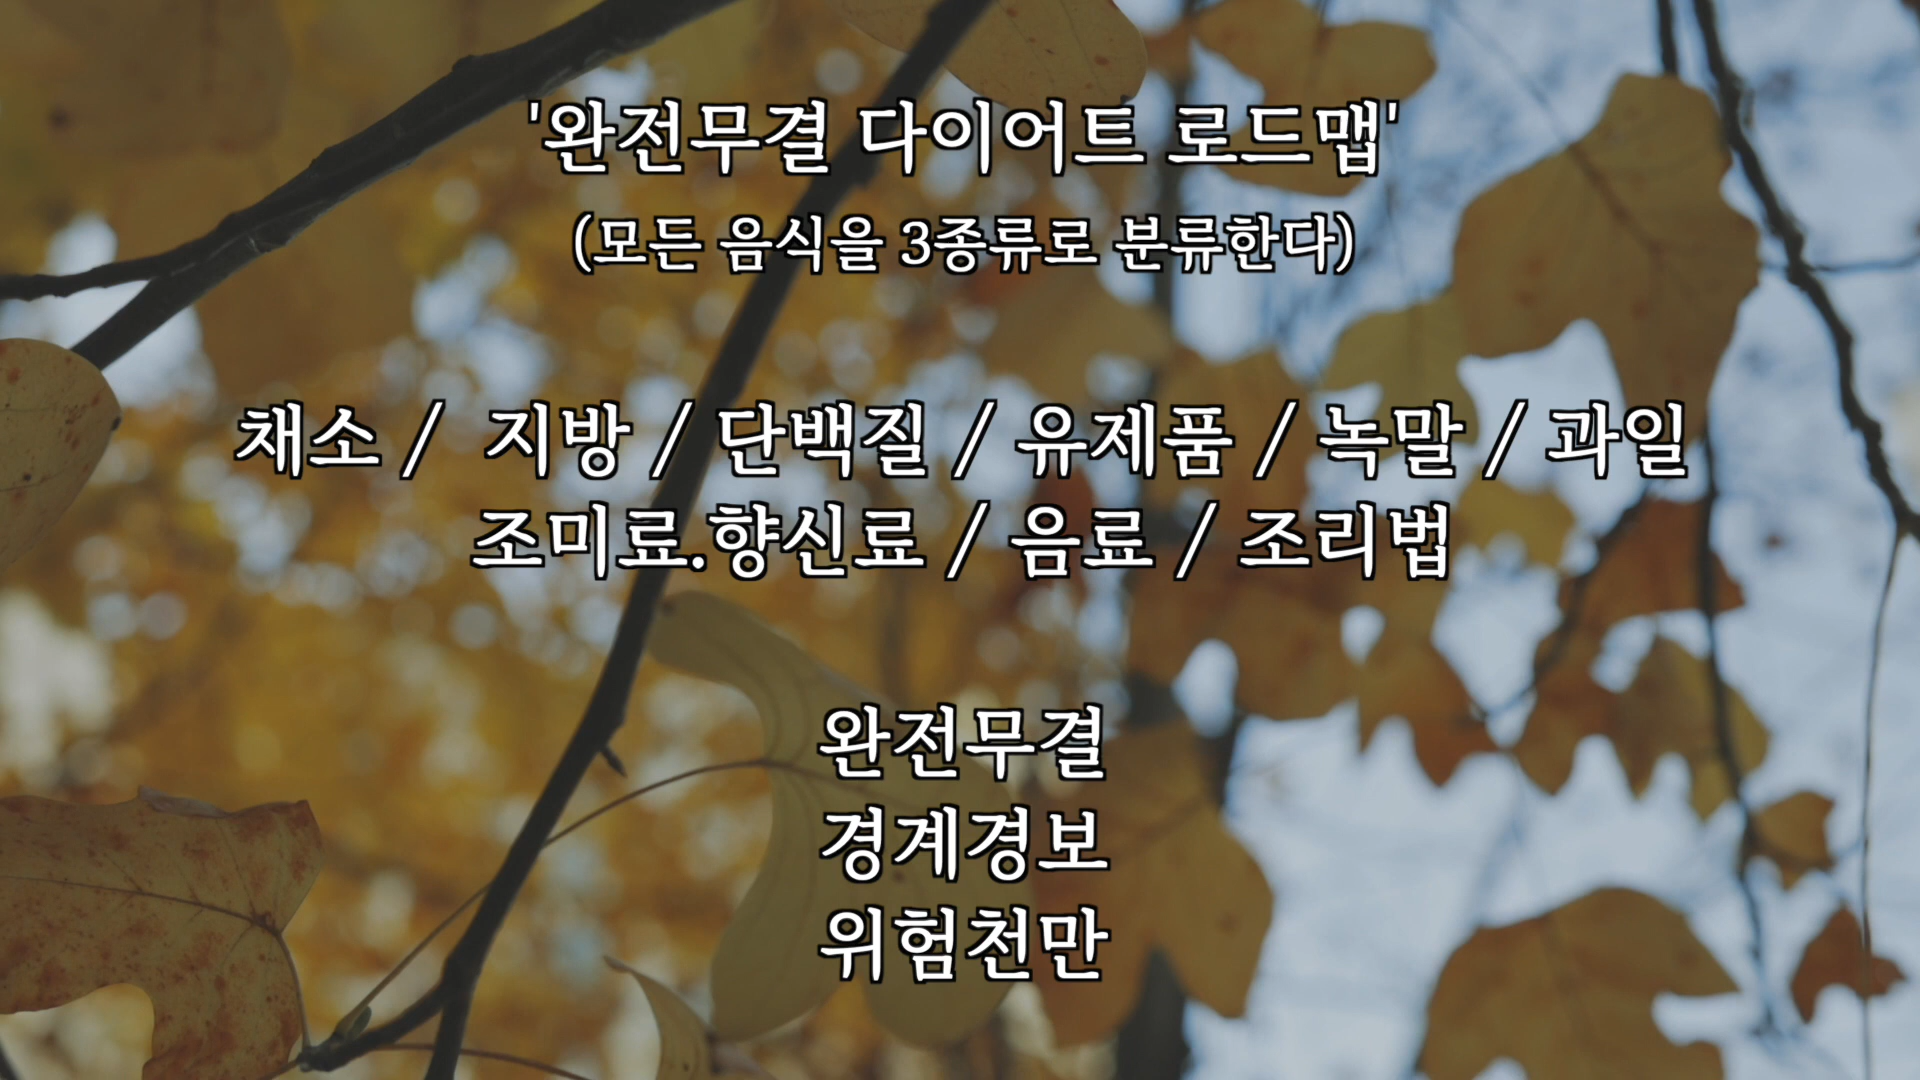 '완전무결 다이어트 로드맵'
(모든 음식을 3종류로 분류한다)
채소 / 지방 / 단백질 / 유제품 / 녹말 / 과일
조미료.향신료 / 음료 / 조리법
완전무결
경계경보
위험천만